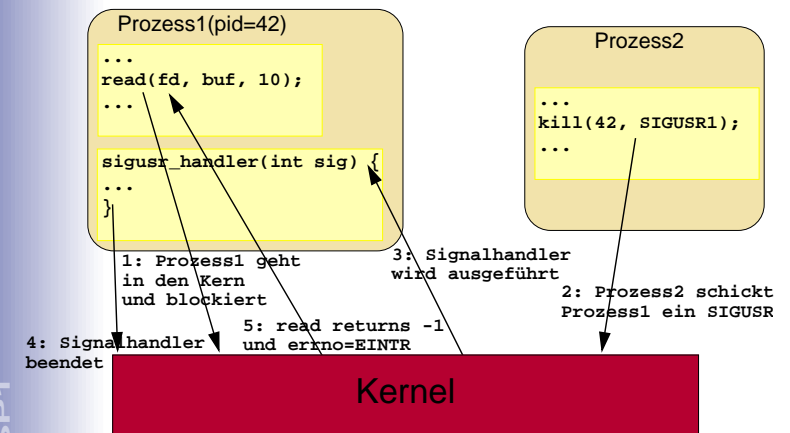 Prozess1(pid=42)
...
read(fd, buf, 10);
...
sigusr_handler(int sig) {
...
}
Prozess2
...
kill(42, SIGUSR1);
...
1: Prozess1 geht
in den Kern
und blockiert
3: Signalhandler
wird ausgeführt
2: Prozess2 schickt
Prozess1 ein SIGUSR
4: Signalhandler
beendet
5: read returns -1
und errno=EINTR
Kernel